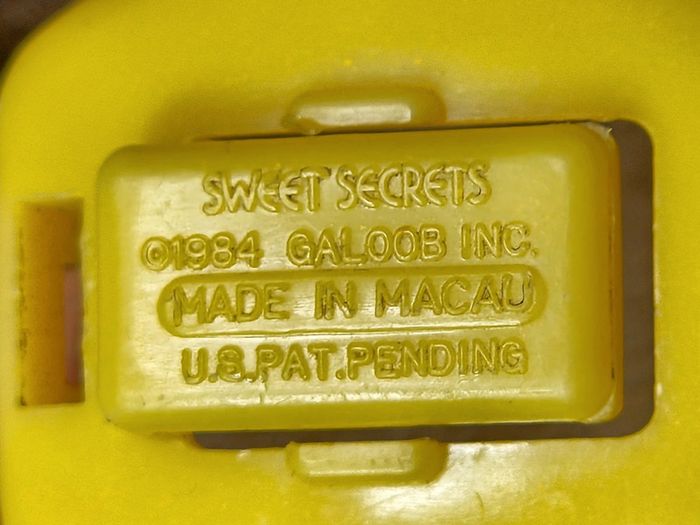 SWEET SECRETS
©1984 GALOOB INC.
MADE IN MACAU
U.S.PAT.PENDING